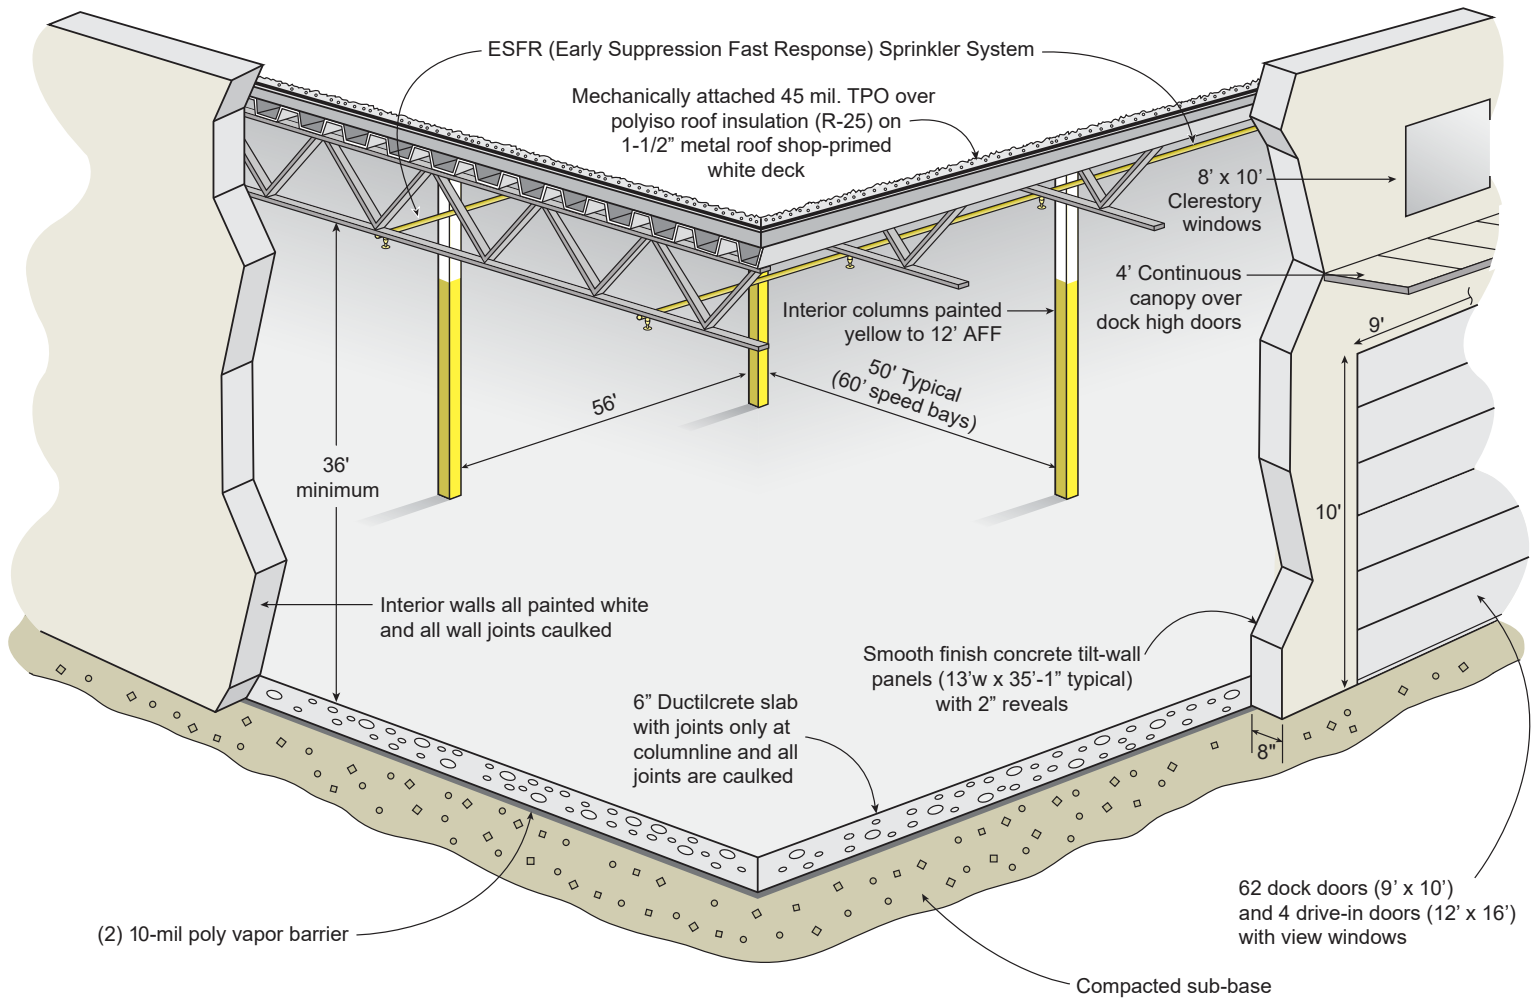 ESFR (Early Suppression Fast Response) Sprinkler System
Mechanically attached 45 mil. TPO over
polyiso roof insulation (R-25) on
1-1/2” metal roof shop-primed
white deck
8’ x 10’
Clerestory
windows
4’ Continuous
canopy over
dock high doors
9'
Interior columns painted
yellow to 12’ AFF
50' Typical
(60’ speed bays)
56'
36'
minimum
10'
Interior walls all painted white
and all wall joints caulked
Smooth finish concrete tilt-wall
panels (13’w x 35’-1” typical)
with 2” reveals
6” Ductilcrete slab
with joints only at
columnline and all
joints are caulked
8"
62 dock doors (9’ x 10’)
and 4 drive-in doors (12’ x 16’)
with view windows
(2) 10-mil poly vapor barrier
Compacted sub-base